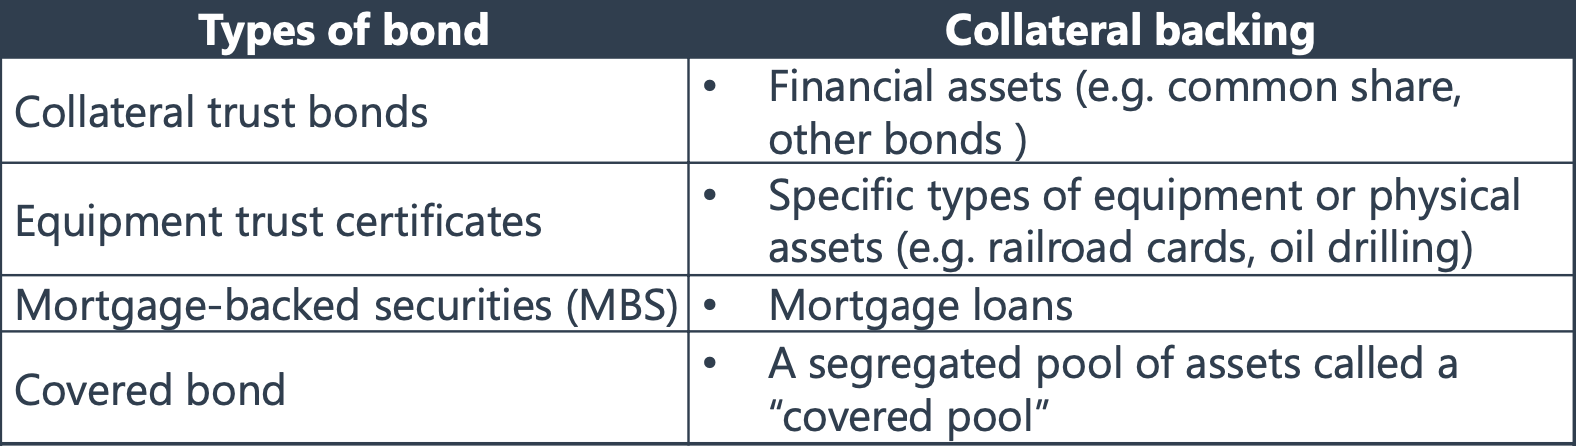 Types of bond
Collateral backing
Collateral trust bonds
• Financial assets (e.g. common share,
other bonds )
Equipment trust certificates
• Specific types of equipment or physical
assets (e.g. railroad cards, oil drilling)
Mortgage-backed securities (MBS)
• Mortgage loans
Covered bond
• A segregated pool of assets called a
“covered pool”